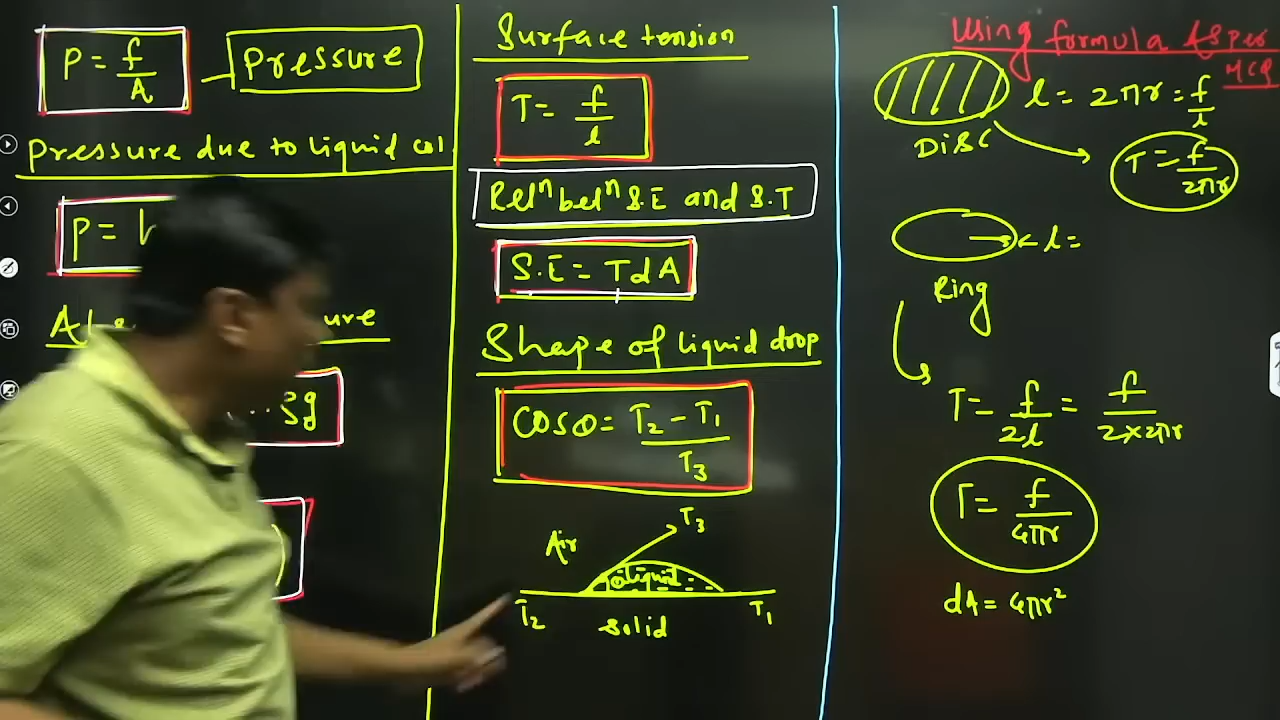 P = f/A
Pressure
Pressure due to liquid col.
P = h
ure
Sg
Surface tension
T = f/l
Relⁿ betⁿ S.E and S.T
S.E = TdA
Shape of liquid drop
cosθ = T₂ - T₁ / T₃
Air
T₃
liquid
T₂
T₁
solid
Using formula As per
MCQ
l = 2πr = f/l
DiSC
T = f/2πr
l =
Ring
T = f/2l = f/2×2πr
T = f/4πr
dA = 4πr²